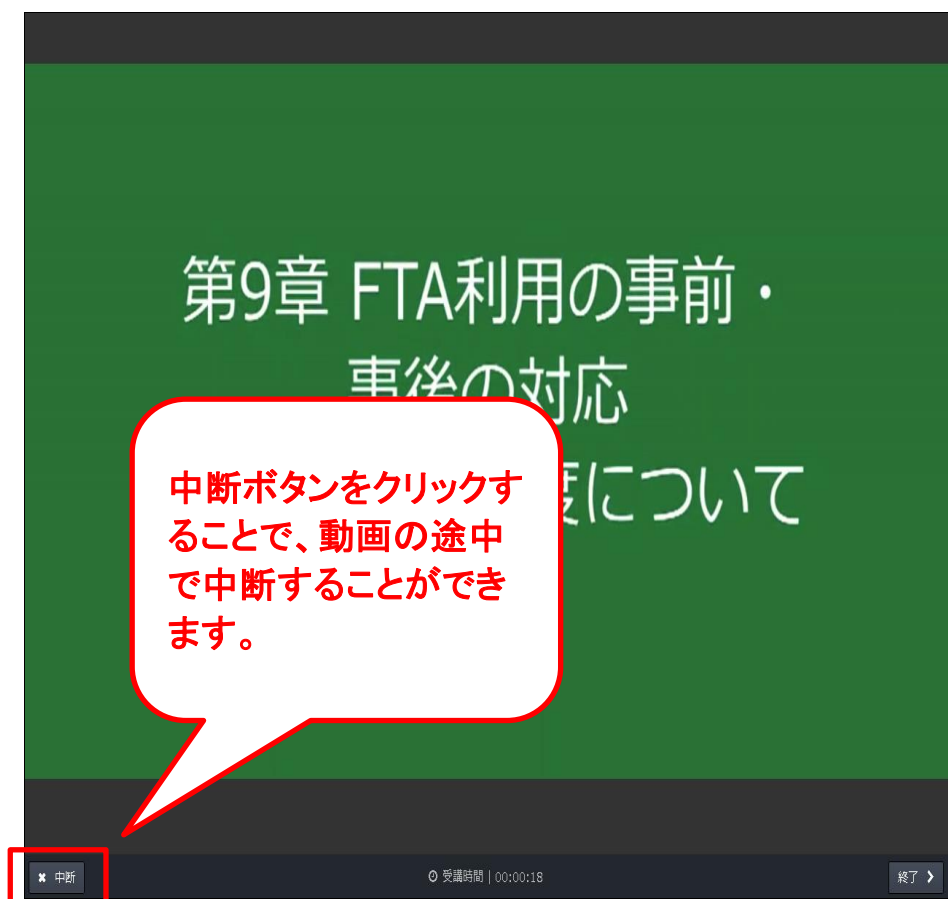 第9章 FTA利用の事前・
事後の対応
度について
中断ボタンをクリックす
ることで、動画の途中
で中断することができ
ます。
✖ 中断
受講時間 | 00:00:18
終了 ❯